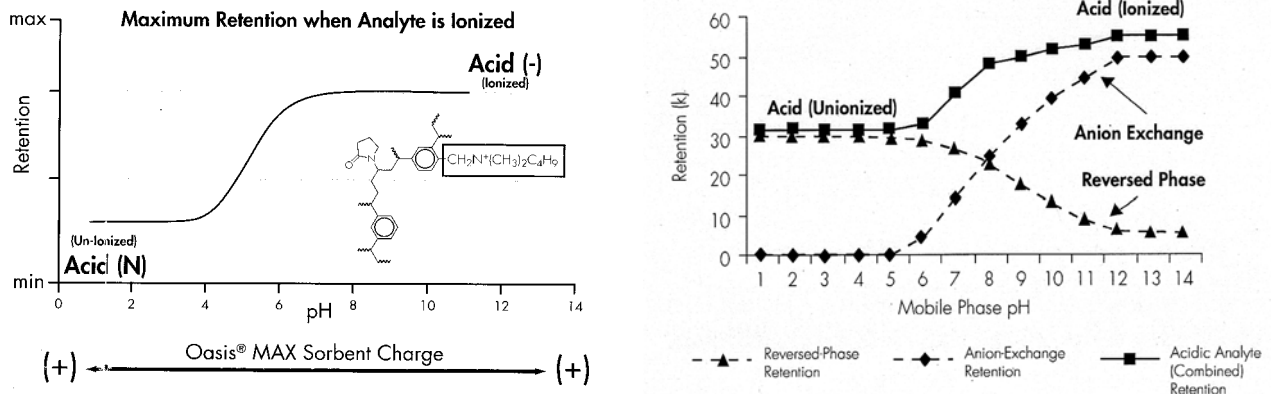 Maximum Retention when Analyte is Ionized
max
Retention
min
Acid (-)
(Ionized)
(Un-Ionized)
Acid (N)
N
O
CH2N+(CH3)2C4H9
0 2 4 6 8 10 12 14
pH
Oasis® MAX Sorbent Charge
(+) (+)
Acid (Ionized)
60
50
40
30
20
10
0
Retention (k)
Acid (Unionized)
Anion Exchange
Reversed Phase
1 2 3 4 5 6 7 8 9 10 11 12 13 14
Mobile Phase pH
Reversed-Phase
Retention
Anion-Exchange
Retention
Acidic Analyte
(Combined)
Retention